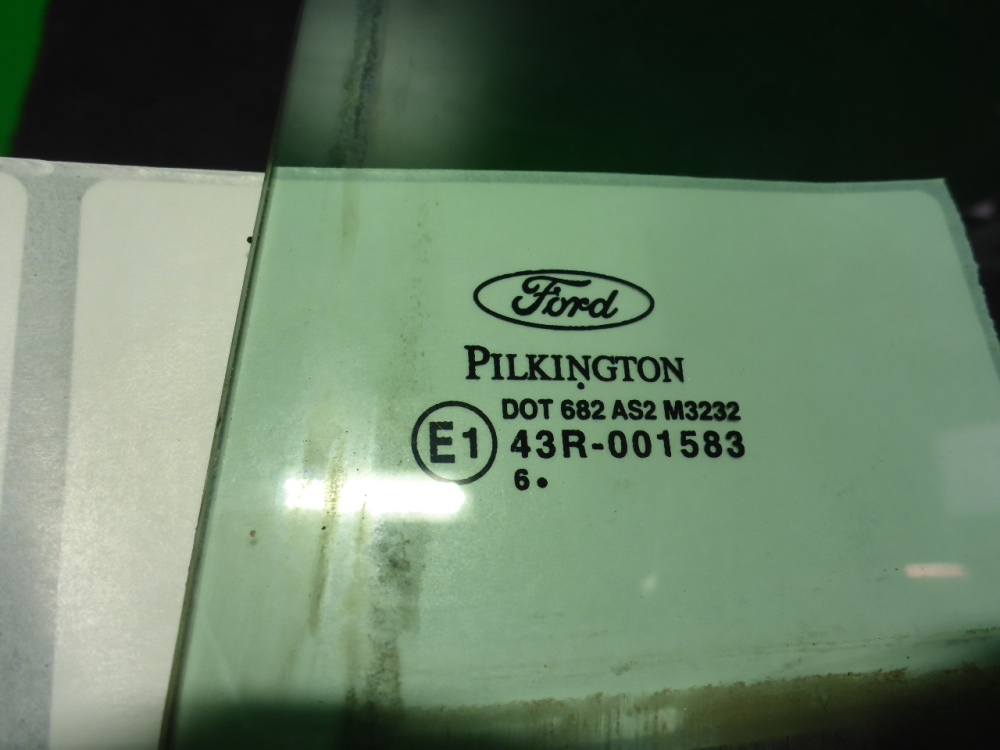 Ford
PILKINGTON
DOT 682 AS2 M3232
E1 43R-001583
6•